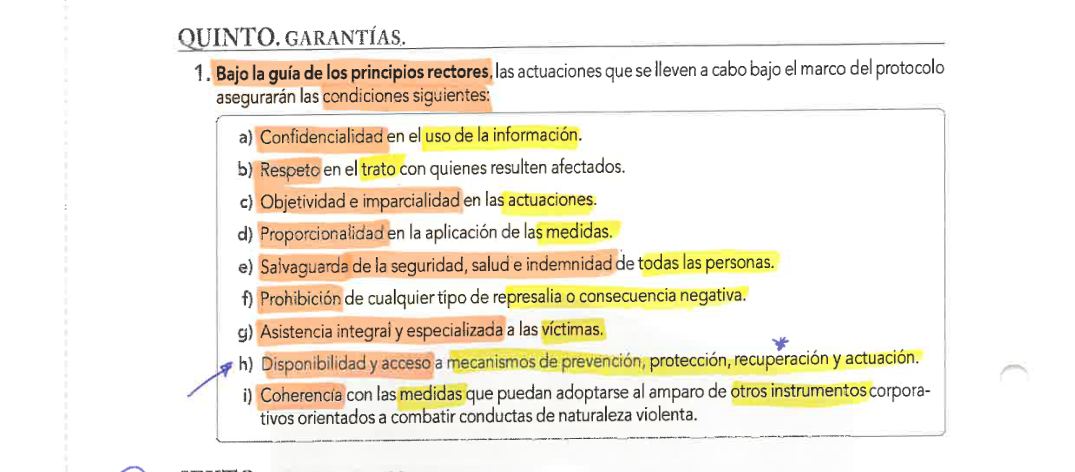 QUINTO. GARANTÍAS.
1. Bajo la guía de los principios rectores, las actuaciones que se lleven a cabo bajo el marco del protocolo
asegurarán las condiciones siguientes:
a) Confidencialidad en el uso de la información.
b) Respeto en el trato con quienes resulten afectados.
c) Objetividad e imparcialidad en las actuaciones.
d) Proporcionalidad en la aplicación de las medidas.
e) Salvaguarda de la seguridad, salud e indemnidad de todas las personas.
f) Prohibición de cualquier tipo de represalia o consecuencia negativa.
g) Asistencia integral y especializada a las víctimas.
h) Disponibilidad y acceso a mecanismos de prevención, protección, recuperación y actuación.
i) Coherencia con las medidas que puedan adoptarse al amparo de otros instrumentos corpora-
tivos orientados a combatir conductas de naturaleza violenta.